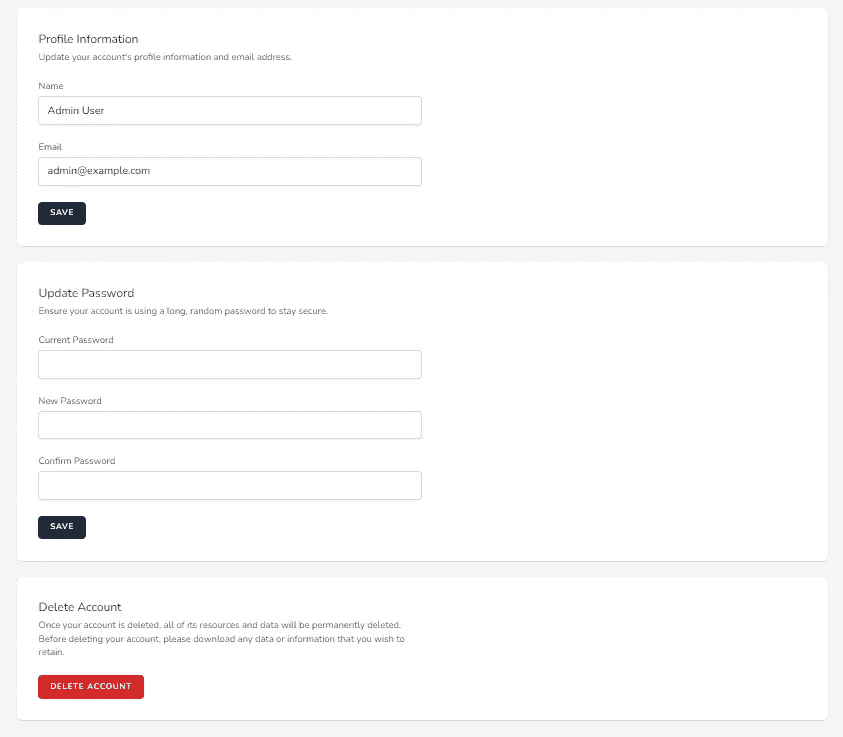 Profile Information
Update your account's profile information and email address.
Name
Admin User
Email
admin@example.com
SAVE
Update Password
Ensure your account is using a long, random password to stay secure.
Current Password
New Password
Confirm Password
SAVE
Delete Account
Once your account is deleted, all of its resources and data will be permanently deleted.
Before deleting your account, please download any data or information that you wish to
retain.
DELETE ACCOUNT